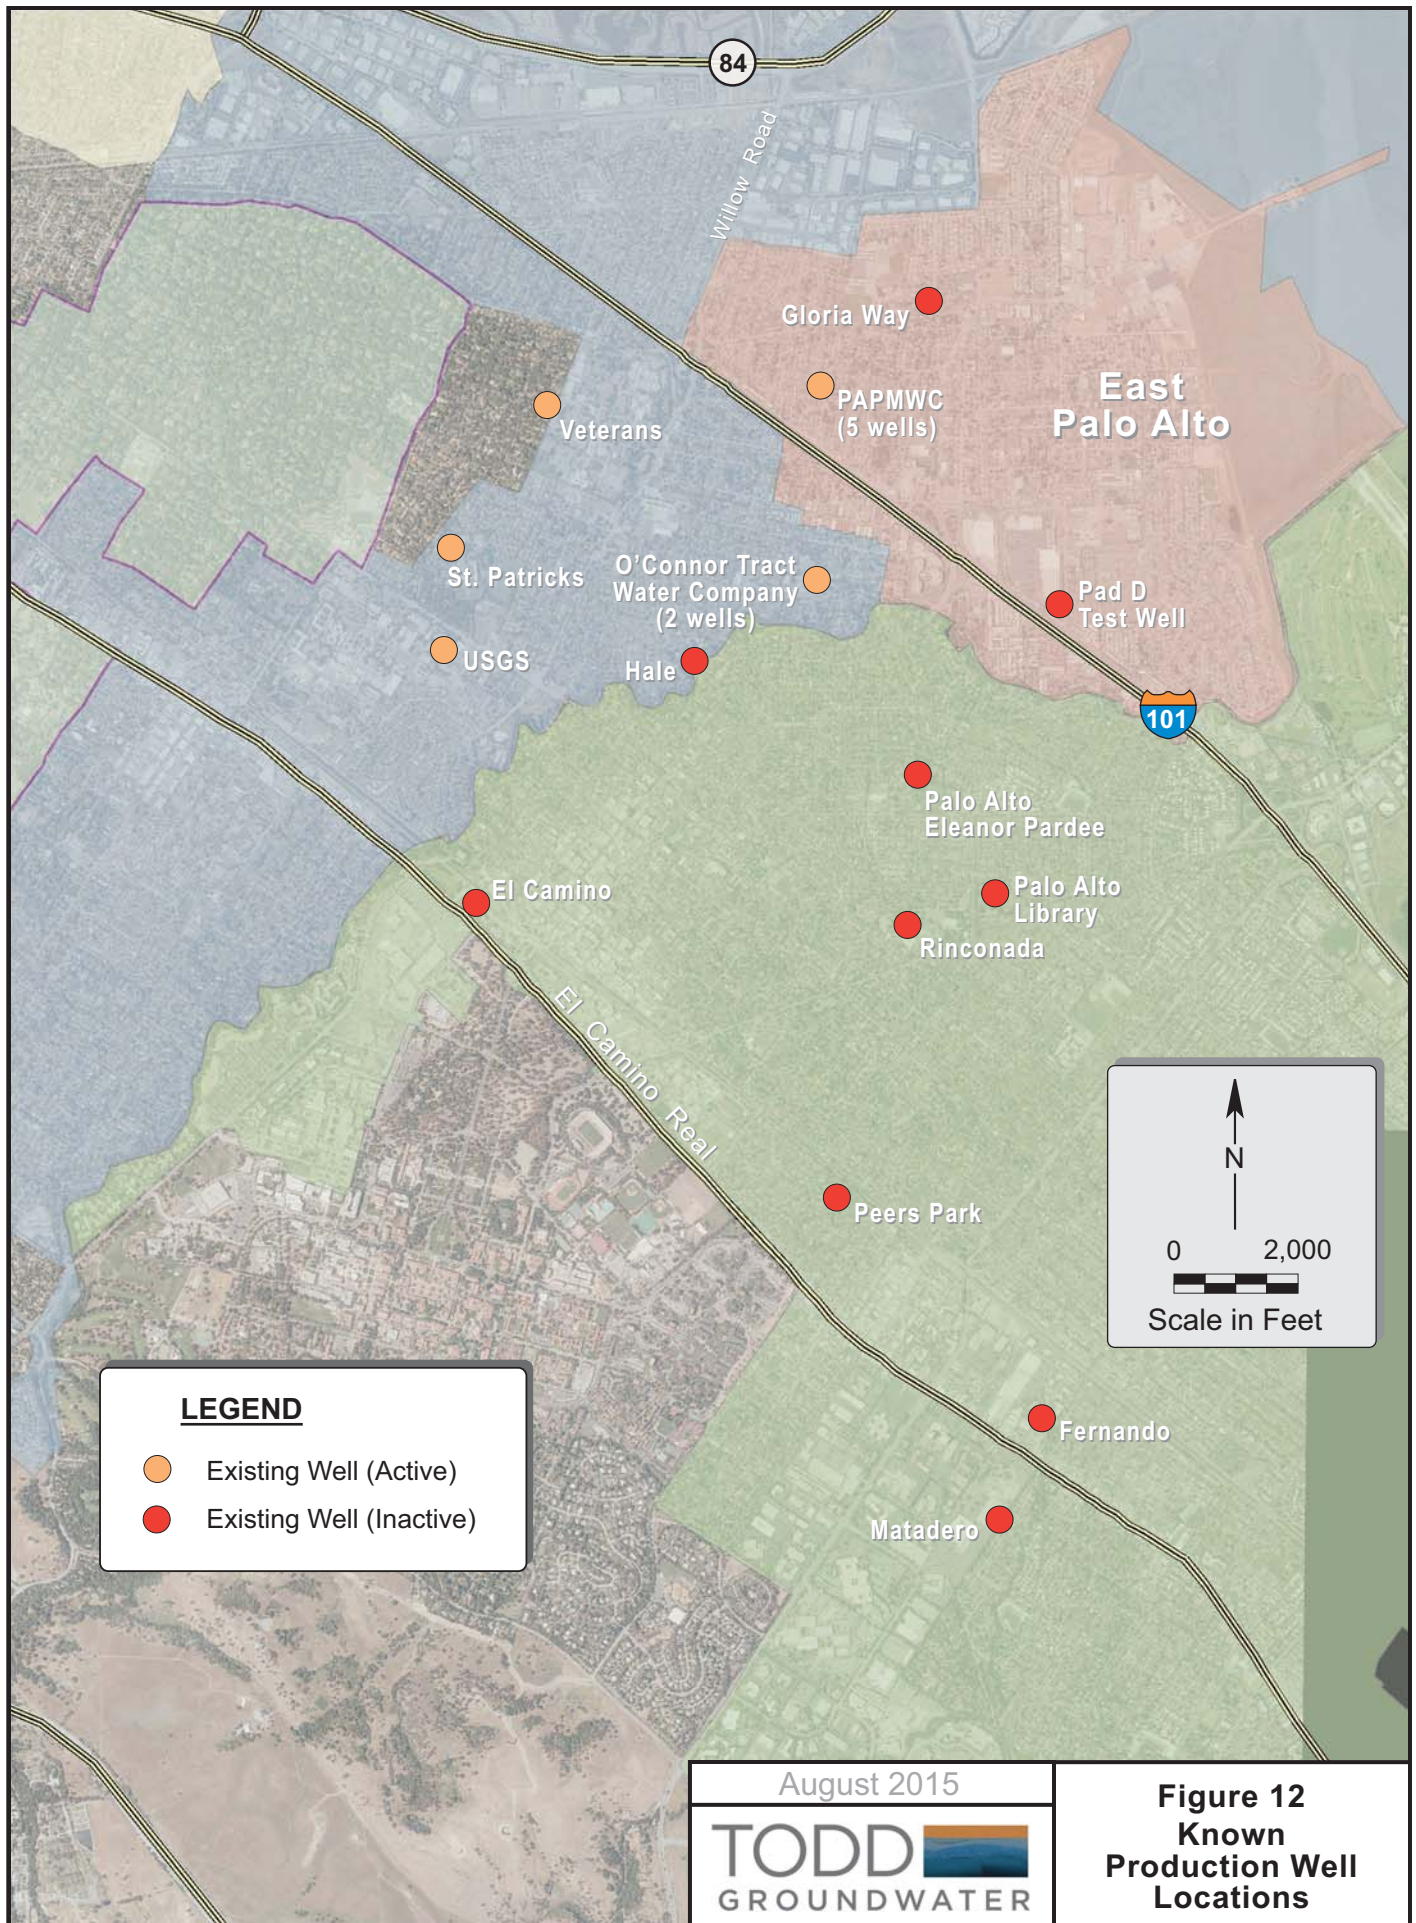 84
Willow Road
Gloria Way
East
Palo Alto
PAPMWC
(5 wells)
Veterans
O'Connor Tract
Water Company
(2 wells)
St. Patricks
Pad D
Test Well
USGS
Hale
101
Palo Alto
Eleanor Pardee
El Camino
Palo Alto
Library
Rinconada
El Camino Real
N
Peers Park
0 2,000
Scale in Feet
LEGEND
Existing Well (Active)
Existing Well (Inactive)
Fernando
Matadero
August 2015
TODD
GROUNDWATER
Figure 12
Known
Production Well
Locations